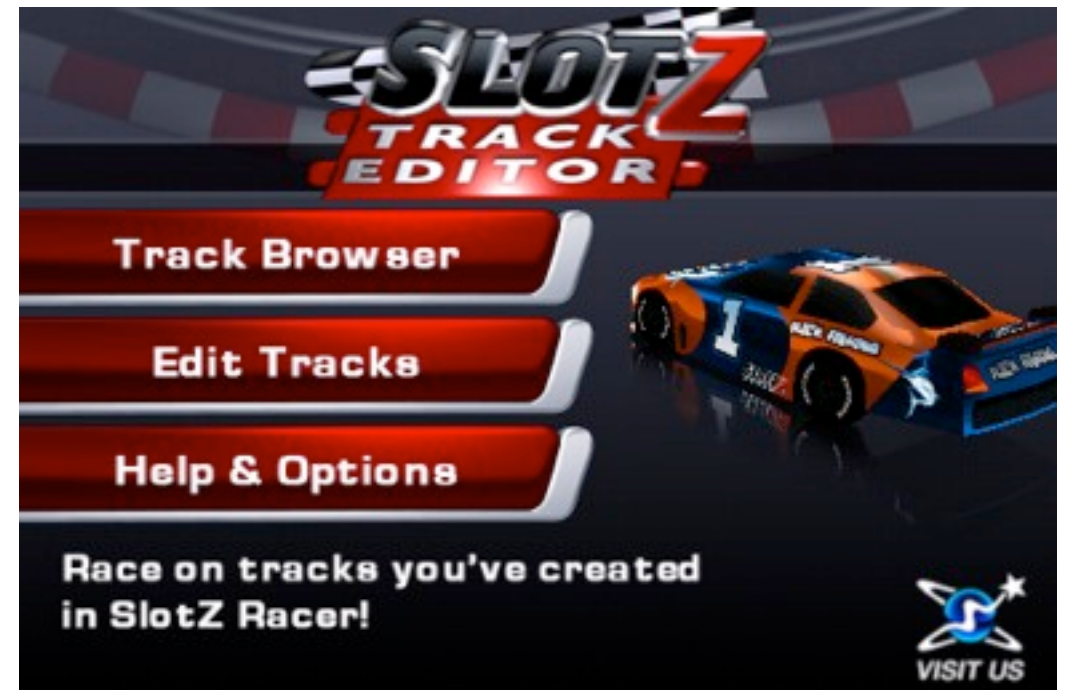 SLOTZ
TRACK
EDITOR
Track Browser
Edit Tracks
1
Help & Options
Race on tracks you've created
in SlotZ Racer!
VISIT US